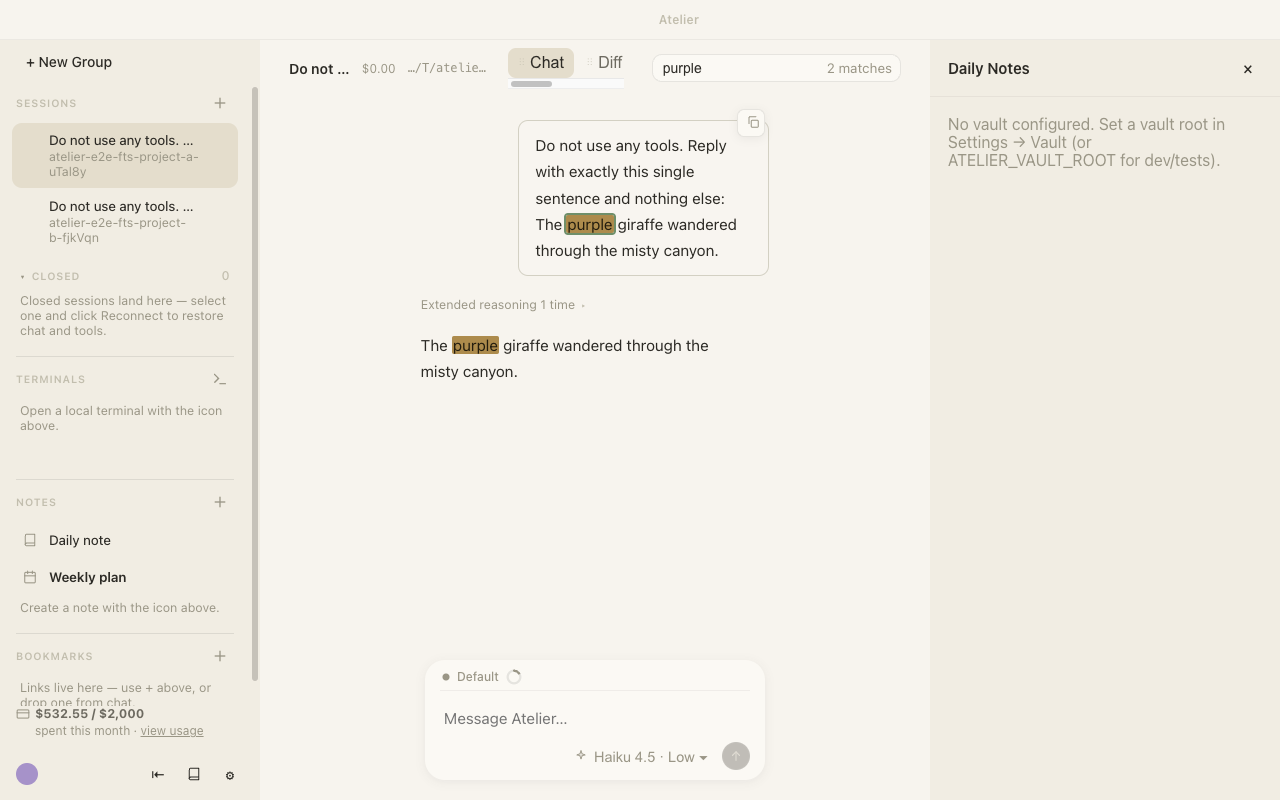 Atelier
+ New Group
SESSIONS
Do not use any tools. ...
atelier-e2e-fts-project-a-
uTal8y
Do not use any tools. ...
atelier-e2e-fts-project-
b-fjkVqn
CLOSED 0
Closed sessions land here — select
one and click Reconnect to restore
chat and tools.
TERMINALS
Open a local terminal with the icon
above.
NOTES
Daily note
Weekly plan
Create a note with the icon above.
BOOKMARKS
Links live here — use + above, or
drop one from chat.
$532.55 / $2,000
spent this month · view usage
Do not ... $0.00 …/T/atelie… Chat Diff purple 2 matches
Do not use any tools. Reply
with exactly this single
sentence and nothing else:
The purple giraffe wandered
through the misty canyon.
Extended reasoning 1 time
The purple giraffe wandered through the
misty canyon.
Default
Message Atelier...
Haiku 4.5 · Low
Daily Notes ×
No vault configured. Set a vault root in
Settings → Vault (or
ATELIER_VAULT_ROOT for dev/tests).